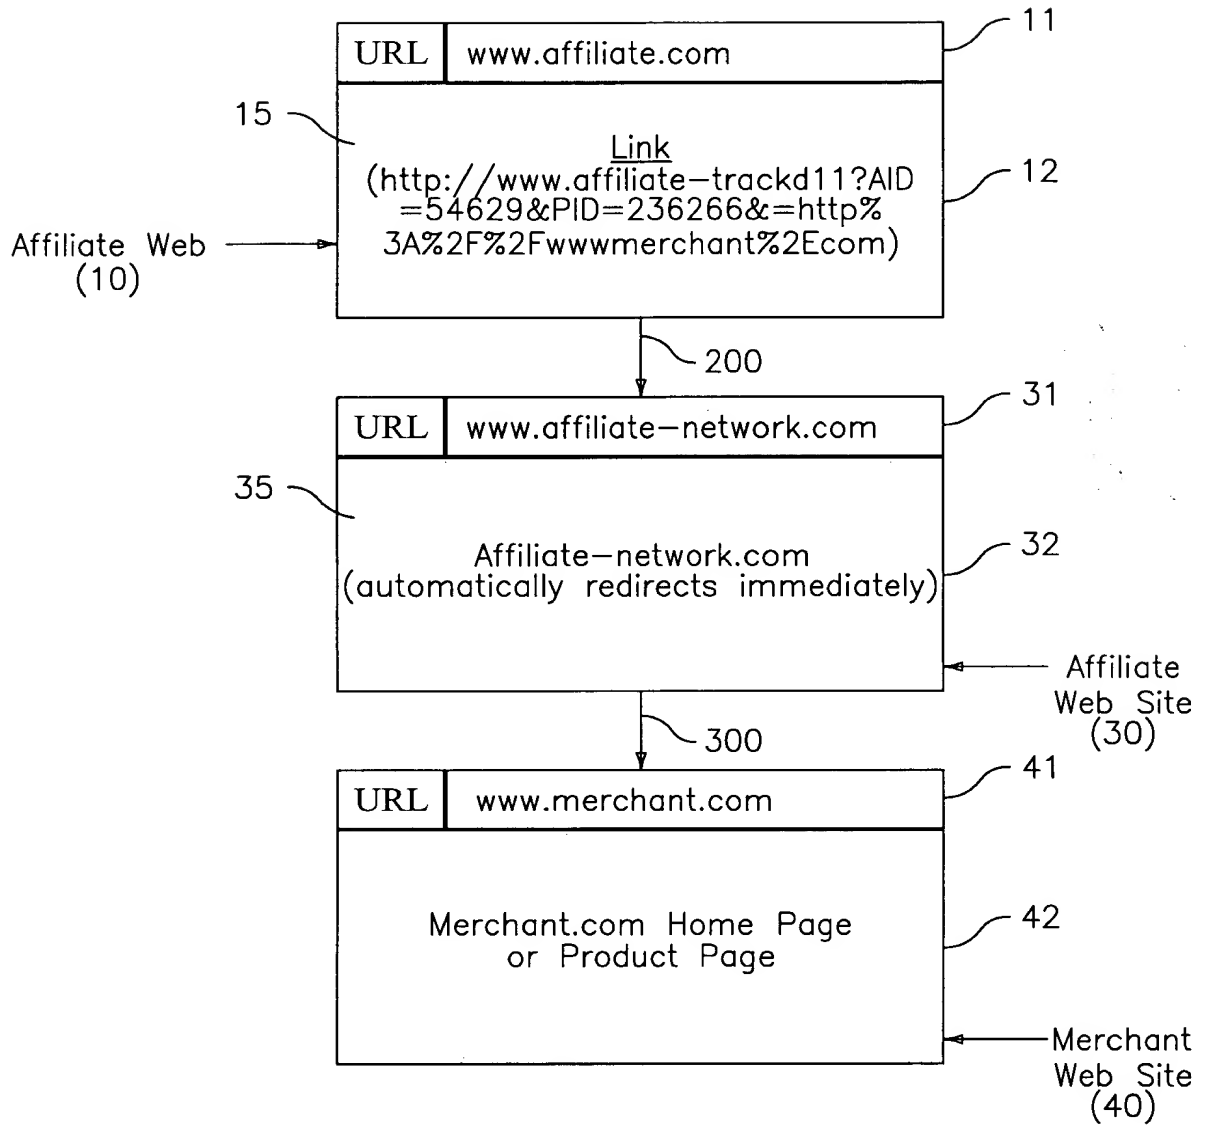 URL www.affiliate.com
11
15
Link
(http://www.affiliate-trackd11?AID
=54629&PID=236266&=http%
3A%2F%2Fwwwmerchant%2Ecom)
12
Affiliate Web
(10)
200
URL www.affiliate-network.com
31
35
Affiliate-network.com
(automatically redirects immediately)
32
Affiliate
Web Site
(30)
300
URL www.merchant.com
41
Merchant.com Home Page
or Product Page
42
Merchant
Web Site
(40)